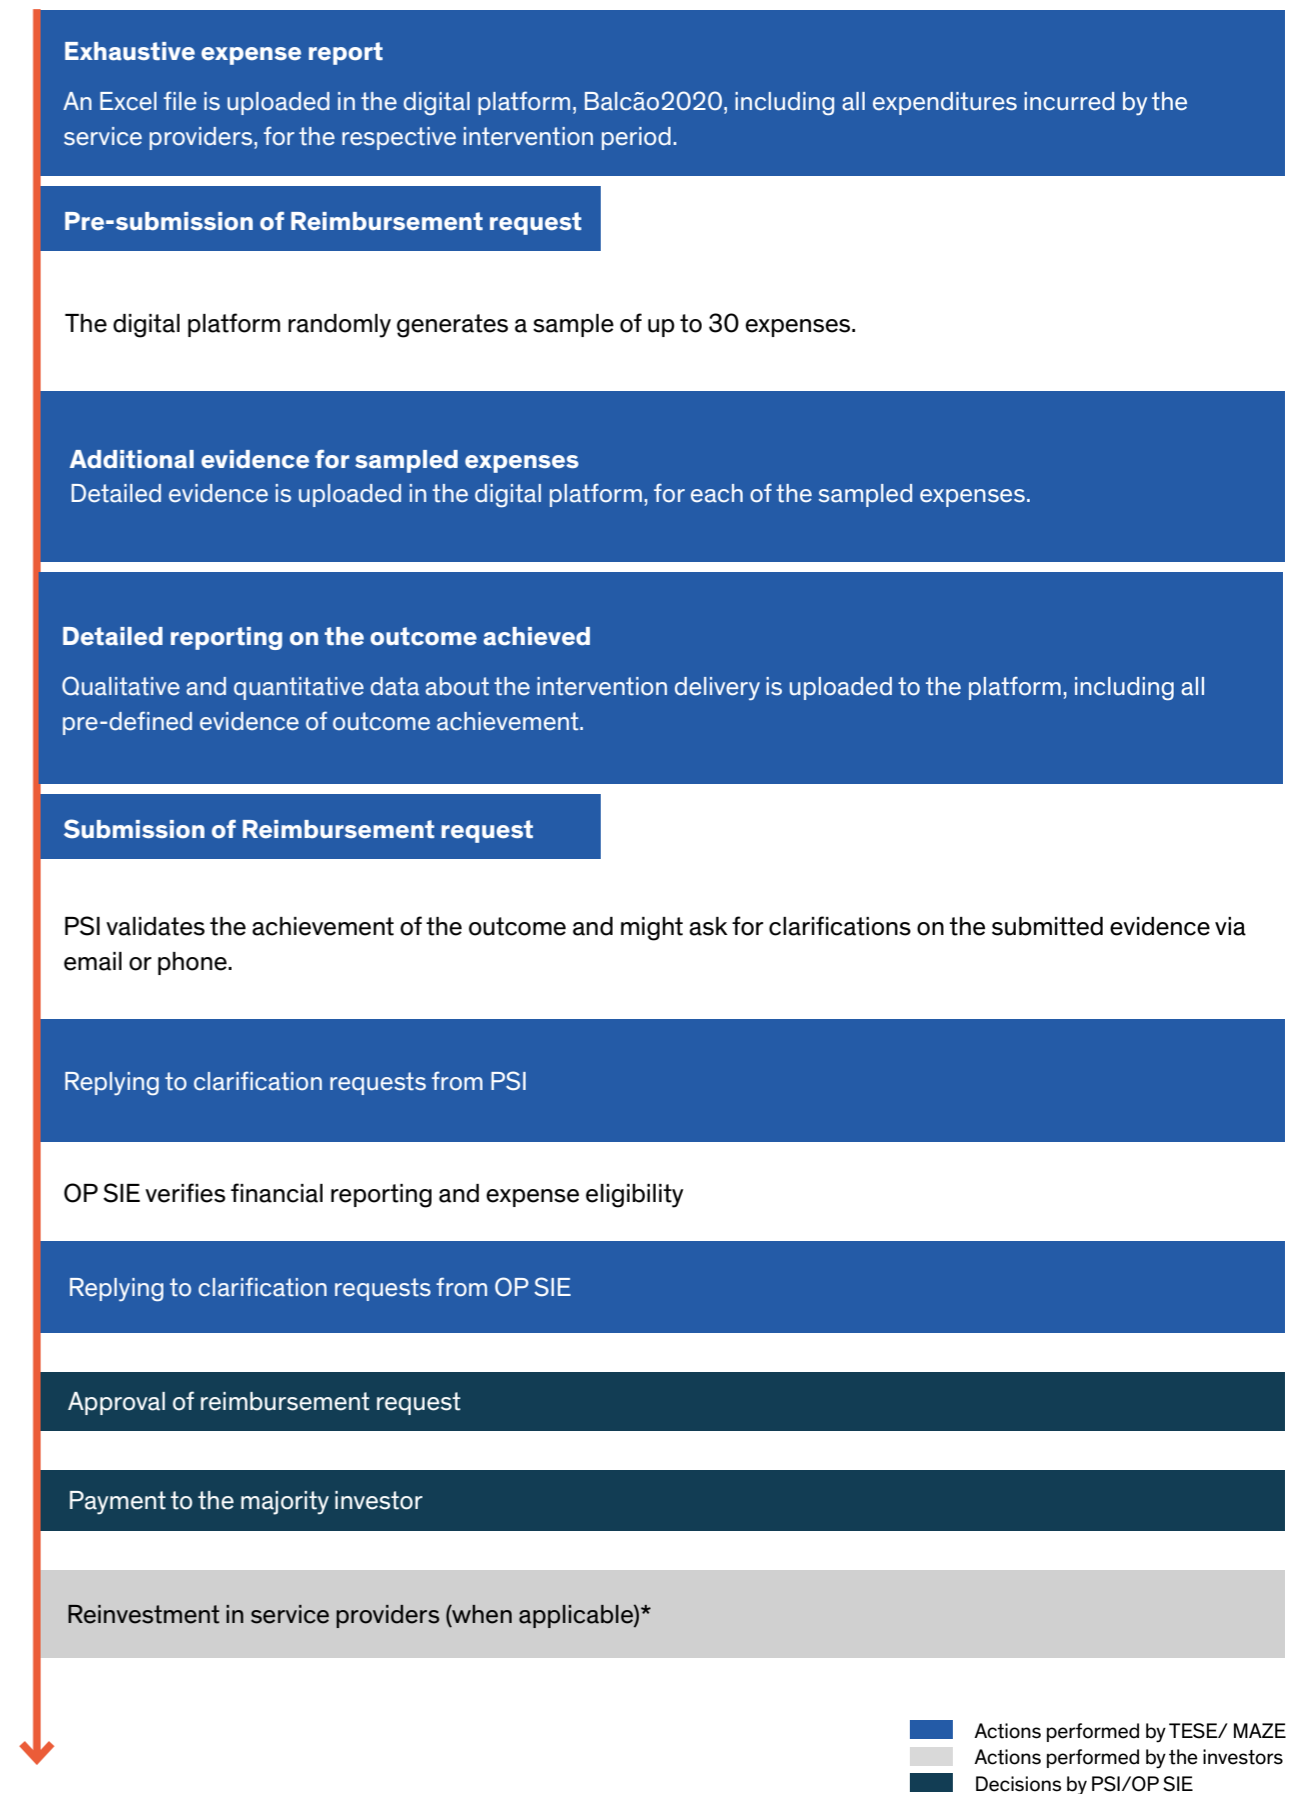 Exhaustive expense report
An Excel file is uploaded in the digital platform, Balcão2020, including all expenditures incurred by the
service providers, for the respective intervention period.
Pre-submission of Reimbursement request
The digital platform randomly generates a sample of up to 30 expenses.
Additional evidence for sampled expenses
Detailed evidence is uploaded in the digital platform, for each of the sampled expenses.
Detailed reporting on the outcome achieved
Qualitative and quantitative data about the intervention delivery is uploaded to the platform, including all
pre-defined evidence of outcome achievement.
Submission of Reimbursement request
PSI validates the achievement of the outcome and might ask for clarifications on the submitted evidence via
email or phone.
Replying to clarification requests from PSI
OP SIE verifies financial reporting and expense eligibility
Replying to clarification requests from OP SIE
Approval of reimbursement request
Payment to the majority investor
Reinvestment in service providers (when applicable)*
Actions performed by TESE/ MAZE
Actions performed by the investors
Decisions by PSI/OP SIE